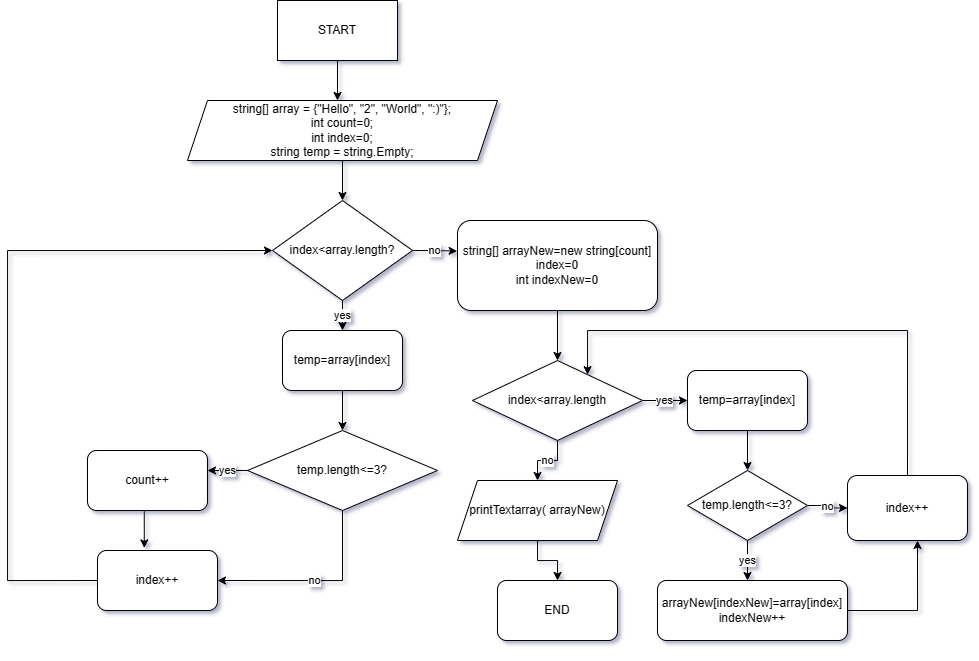 START
string[] array = {"Hello", "2", "World", ":)"};
int count=0;
int index=0;
string temp = string.Empty;
index<array.length?
no
string[] arrayNew=new string[count]
index=0
int indexNew=0
yes
temp=array[index]
index<array.length
yes
temp=array[index]
temp.length<=3?
yes
count++
no
index++
no
printTextarray( arrayNew)
END
temp.length<=3?
no
index++
yes
arrayNew[indexNew]=array[index]
indexNew++